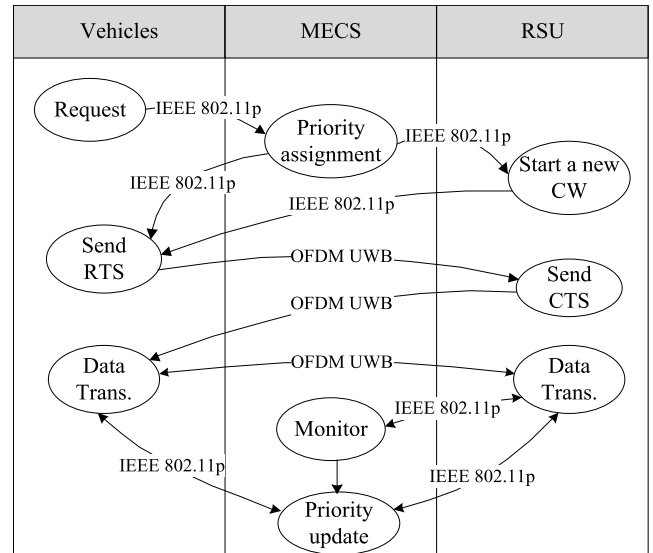 Vehicles
MECS
RSU
Request
IEEE 802.11p
Priority
assignment
IEEE 802.11p
Start a new
CW
IEEE 802.11p
IEEE 802.11p
Send
RTS
OFDM UWB
Send
CTS
OFDM UWB
Data
Trans.
OFDM UWB
Data
Trans.
IEEE 802.11p
Monitor
IEEE 802.11p
IEEE 802.11p
Priority
update